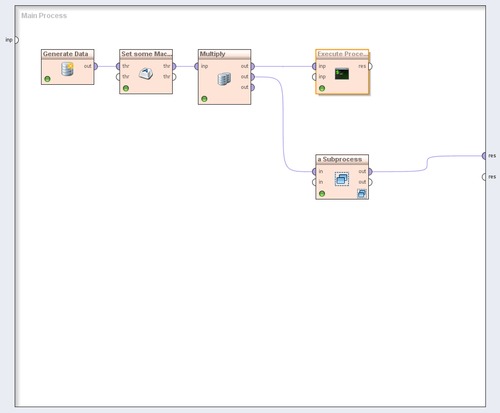 Main Process
inp
Generate Data
out
Set some Mac...
thr
thr
thr
thr
Multiply
inp
out
out
out
Execute Proce...
inp
res
inp
a Subprocess
in
out
in
out
res
res